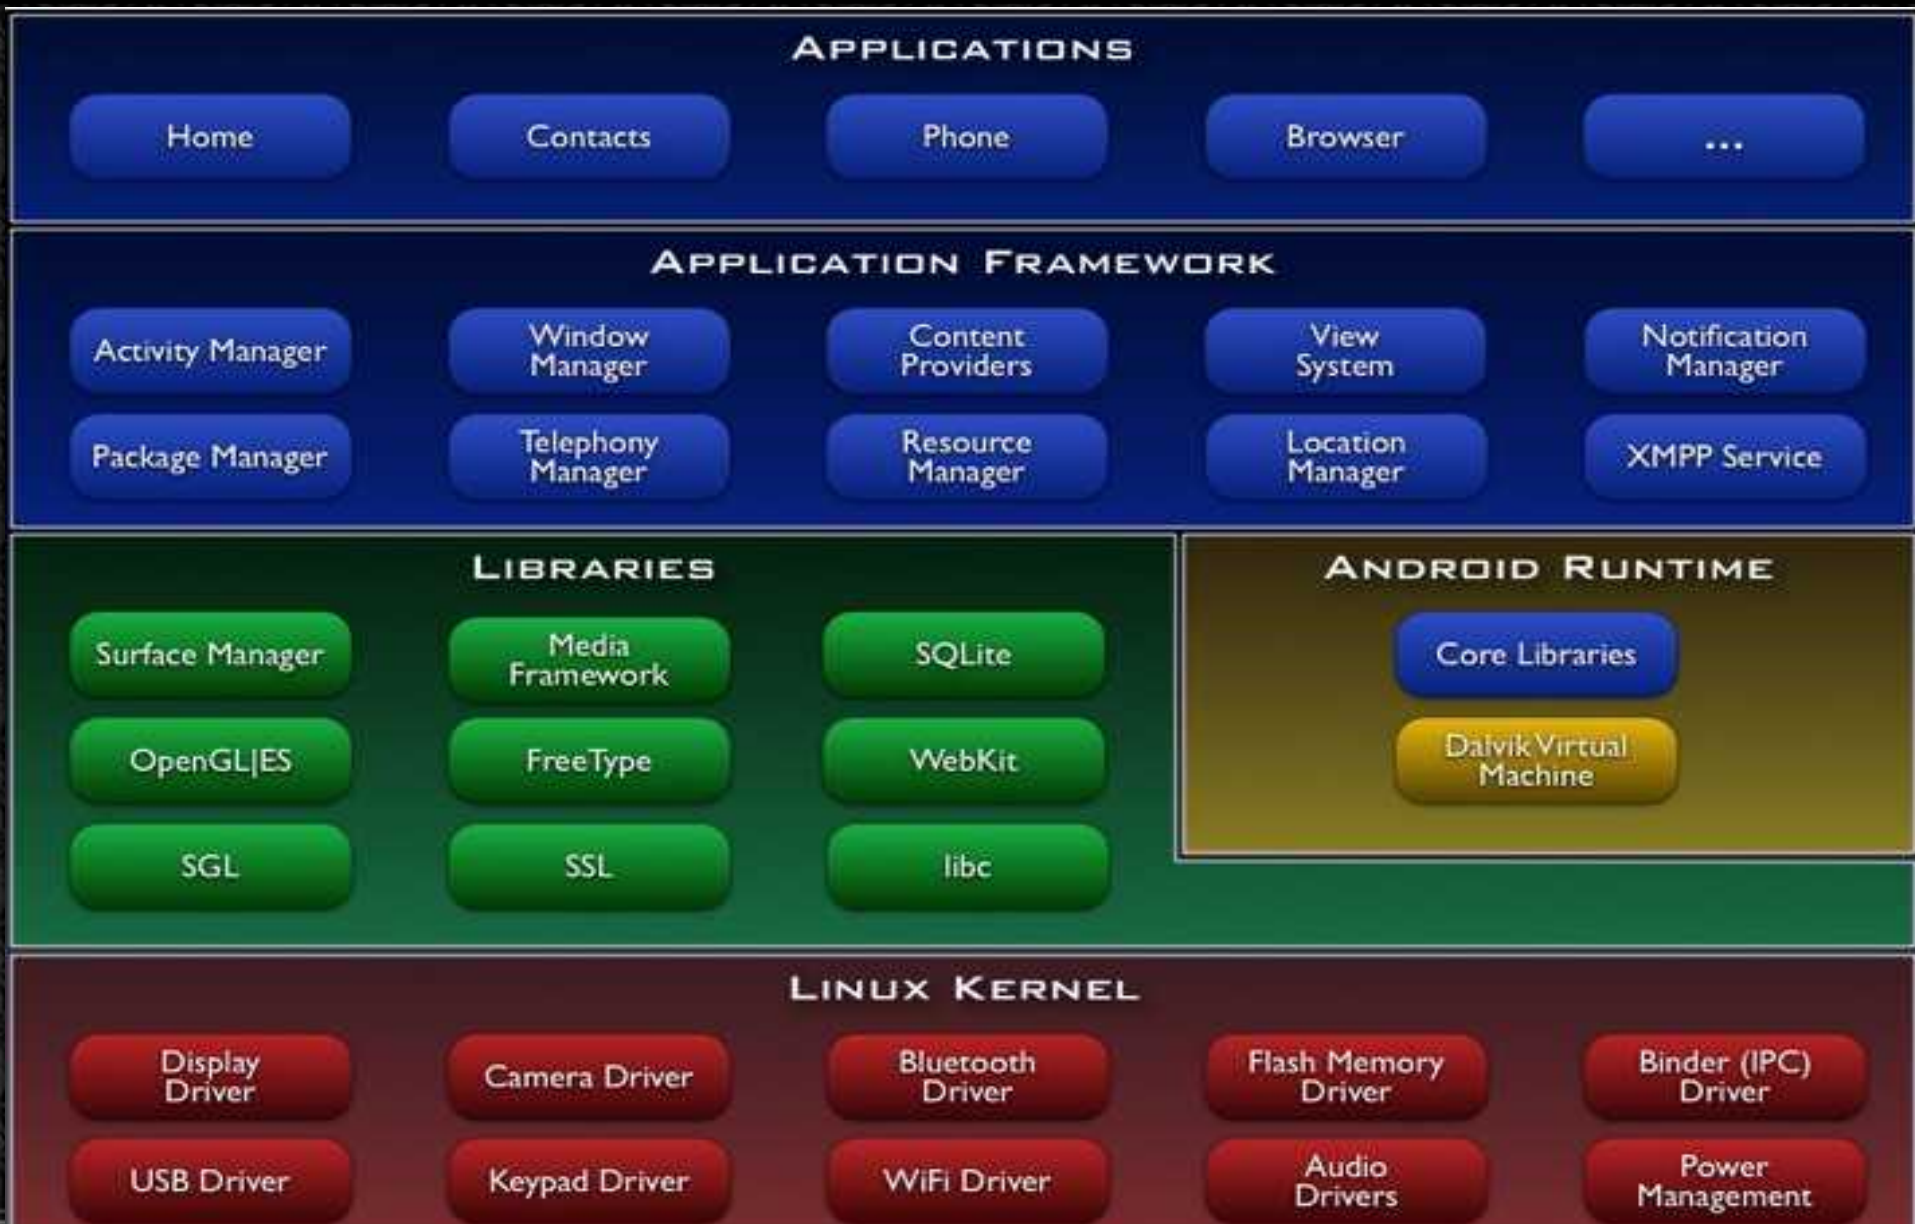 APPLICATIONS
Home
Contacts
Phone
Browser
...
APPLICATION FRAMEWORK
Activity Manager
Window
Manager
Content
Providers
View
System
Notification
Manager
Package Manager
Telephony
Manager
Resource
Manager
Location
Manager
XMPP Service
LIBRARIES
Surface Manager
Media
Framework
SQLite
OpenGL|ES
FreeType
WebKit
SGL
SSL
libc
ANDROID RUNTIME
Core Libraries
Dalvik Virtual
Machine
LINUX KERNEL
Display
Driver
Camera Driver
Bluetooth
Driver
Flash Memory
Driver
Binder (IPC)
Driver
USB Driver
Keypad Driver
WiFi Driver
Audio
Drivers
Power
Management